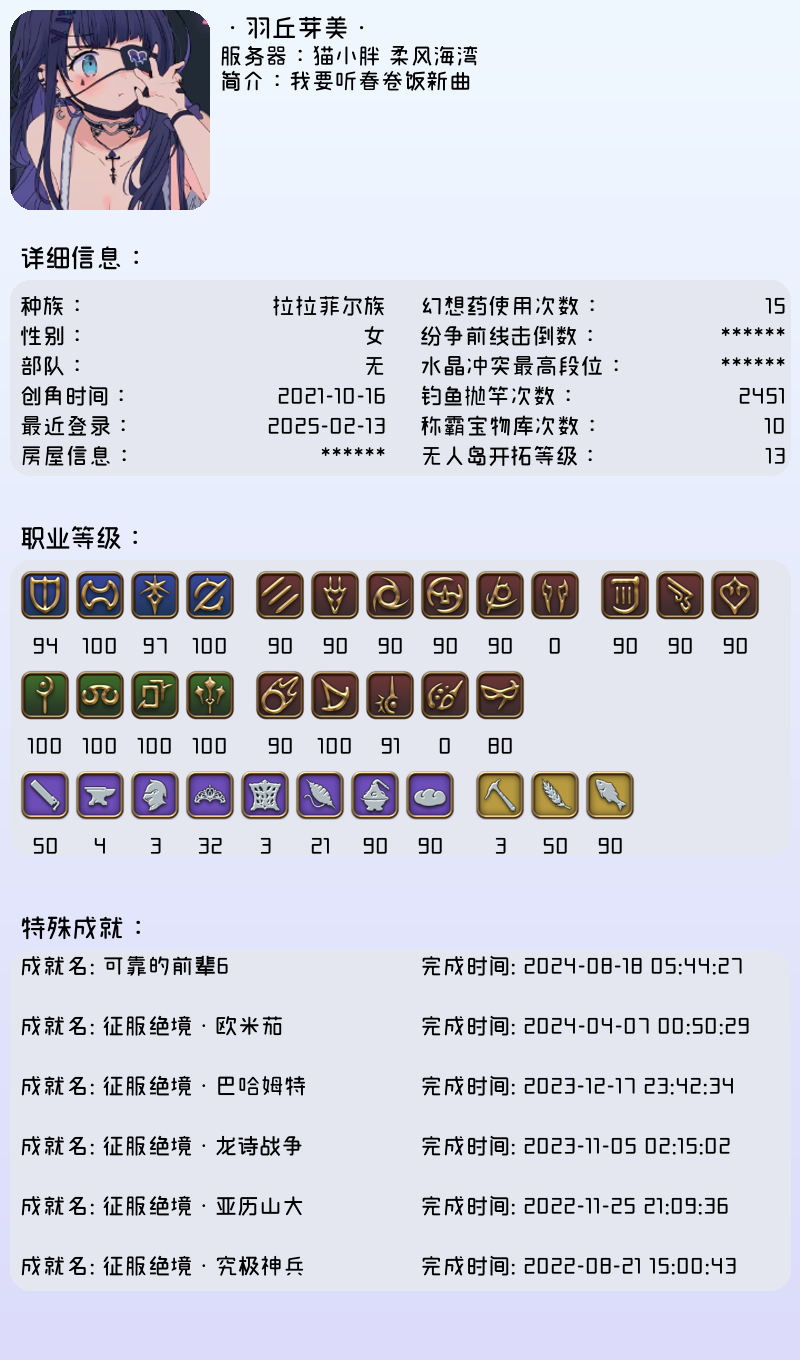 ·羽丘芽美·
服务器：猫小胖 柔风海湾
简介：我要听春卷饭新曲
详细信息：
种族： 拉拉菲尔族 幻想药使用次数： 15
性别： 女 纷争前线击倒数： ******
部队： 无 水晶冲突最高段位： ******
创角时间： 2021-10-16 钓鱼抛竿次数： 2451
最近登录： 2025-02-13 称霸宝物库次数： 10
房屋信息： ****** 无人岛开拓等级： 13
职业等级：
94 100 97 100 90 90 90 90 90 0 90 90 90
100 100 100 100 90 100 91 0 80
50 4 3 32 3 21 90 90 3 50 90
特殊成就：
成就名: 可靠的前辈6 完成时间: 2024-08-18 05:44:27
成就名: 征服绝境·欧米茄 完成时间: 2024-04-07 00:50:29
成就名: 征服绝境·巴哈姆特 完成时间: 2023-12-17 23:42:34
成就名: 征服绝境·龙诗战争 完成时间: 2023-11-05 02:15:02
成就名: 征服绝境·亚历山大 完成时间: 2022-11-25 21:09:36
成就名: 征服绝境·究极神兵 完成时间: 2022-08-21 15:00:43